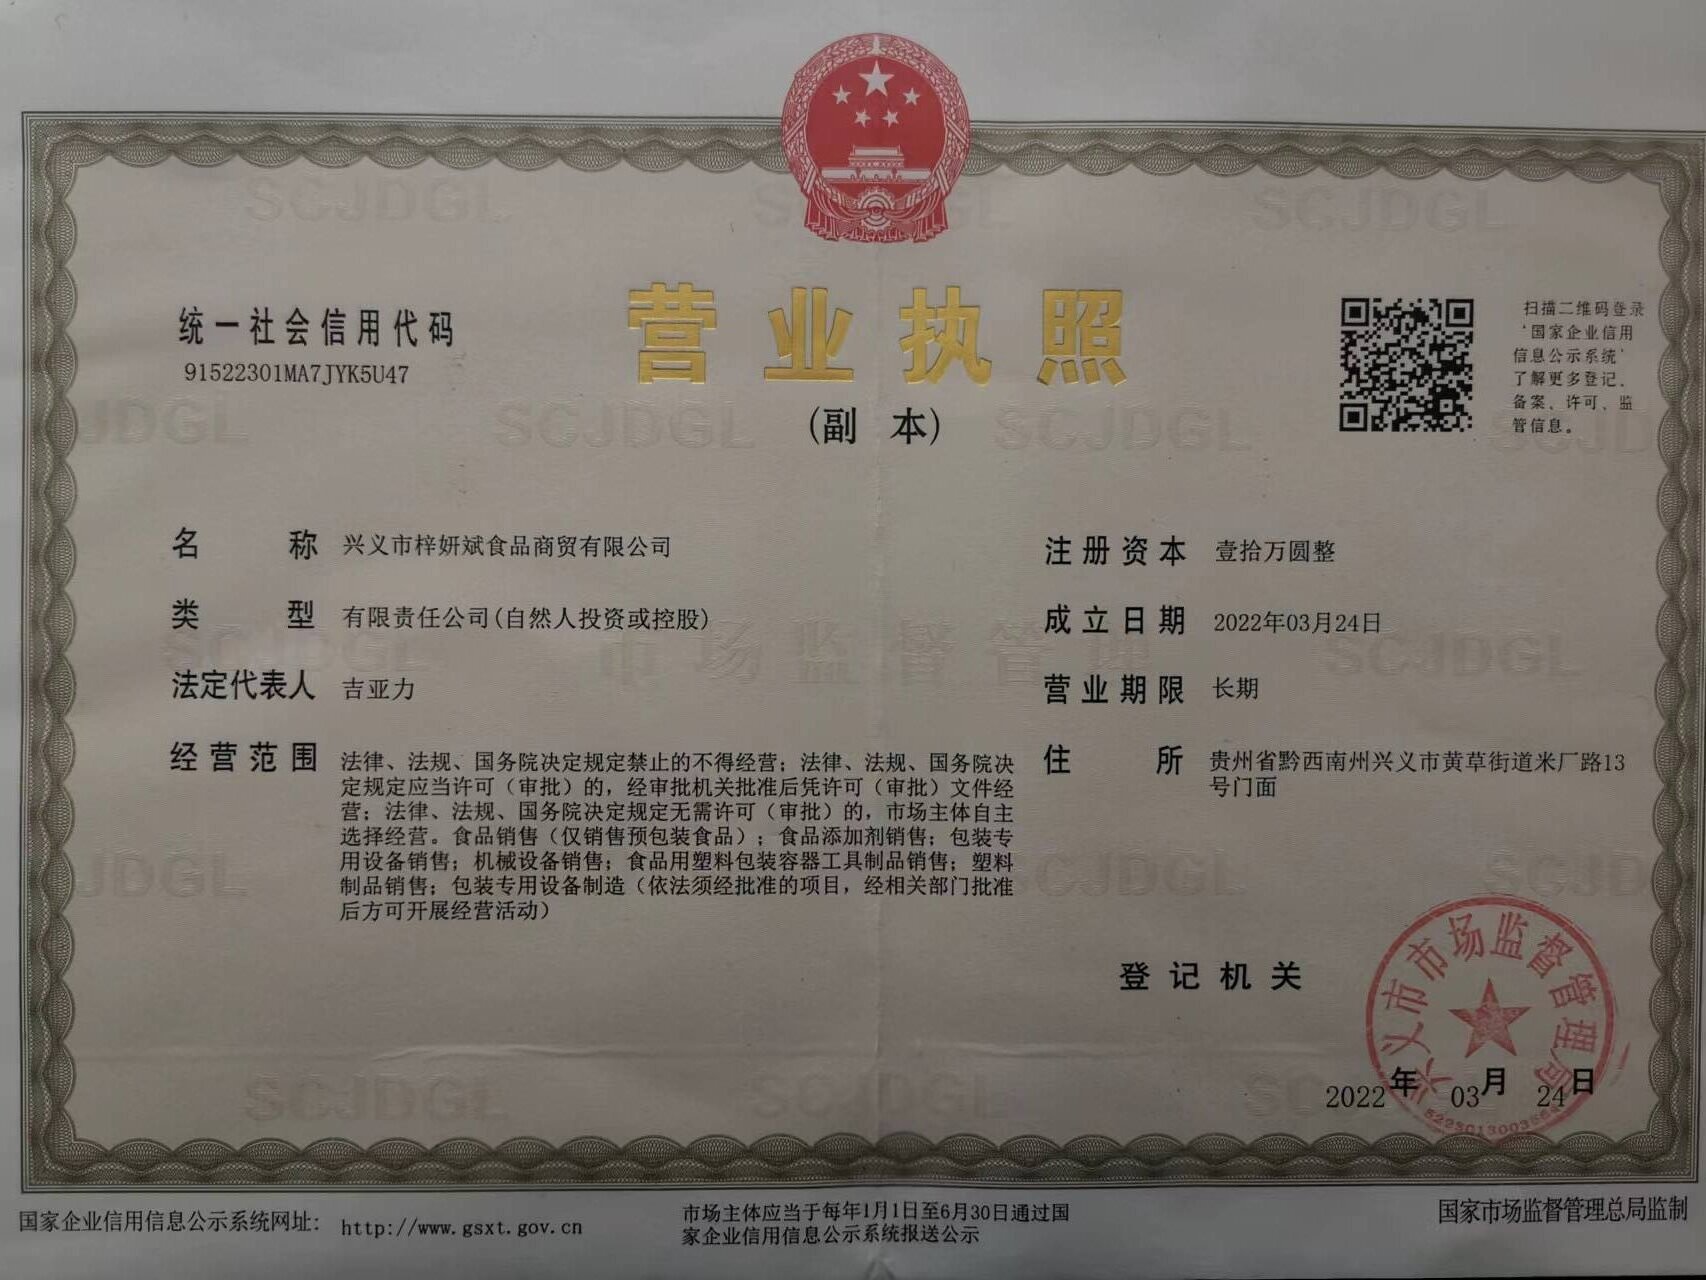 统一社会信用代码
91522301MA7JYK5U47
营业执照
(副 本)
扫描二维码登录
‘国家企业信用
信息公示系统’
了解更多登记、
备案、许可、监
管信息。
名 称 兴义市梓妍斌食品商贸有限公司
类 型 有限责任公司(自然人投资或控股)
法定代表人 吉亚力
经营范围 法律、法规、国务院决定规定禁止的不得经营；法律、法规、国务院决
定规定应当许可（审批）的，经审批机关批准后凭许可（审批）文件经
营；法律、法规、国务院决定规定无需许可（审批）的，市场主体自主
选择经营。食品销售（仅销售预包装食品）；食品添加剂销售；包装专
用设备销售；机械设备销售；食品用塑料包装容器工具制品销售；塑料
制品销售；包装专用设备制造（依法须经批准的项目，经相关部门批准
后方可开展经营活动）
注册资本 壹拾万圆整
成立日期 2022年03月24日
营业期限 长期
住 所 贵州省黔西南州兴义市黄草街道米厂路13
号门面
登记机关
兴义市市场监督管理局
2022年 03月 24日
国家企业信用信息公示系统网址： http://www.gsxt.gov.cn
市场主体应当于每年1月1日至6月30日通过国
家企业信用信息公示系统报送公示
国家市场监督管理总局监制
SCJDGL
市场监督管理